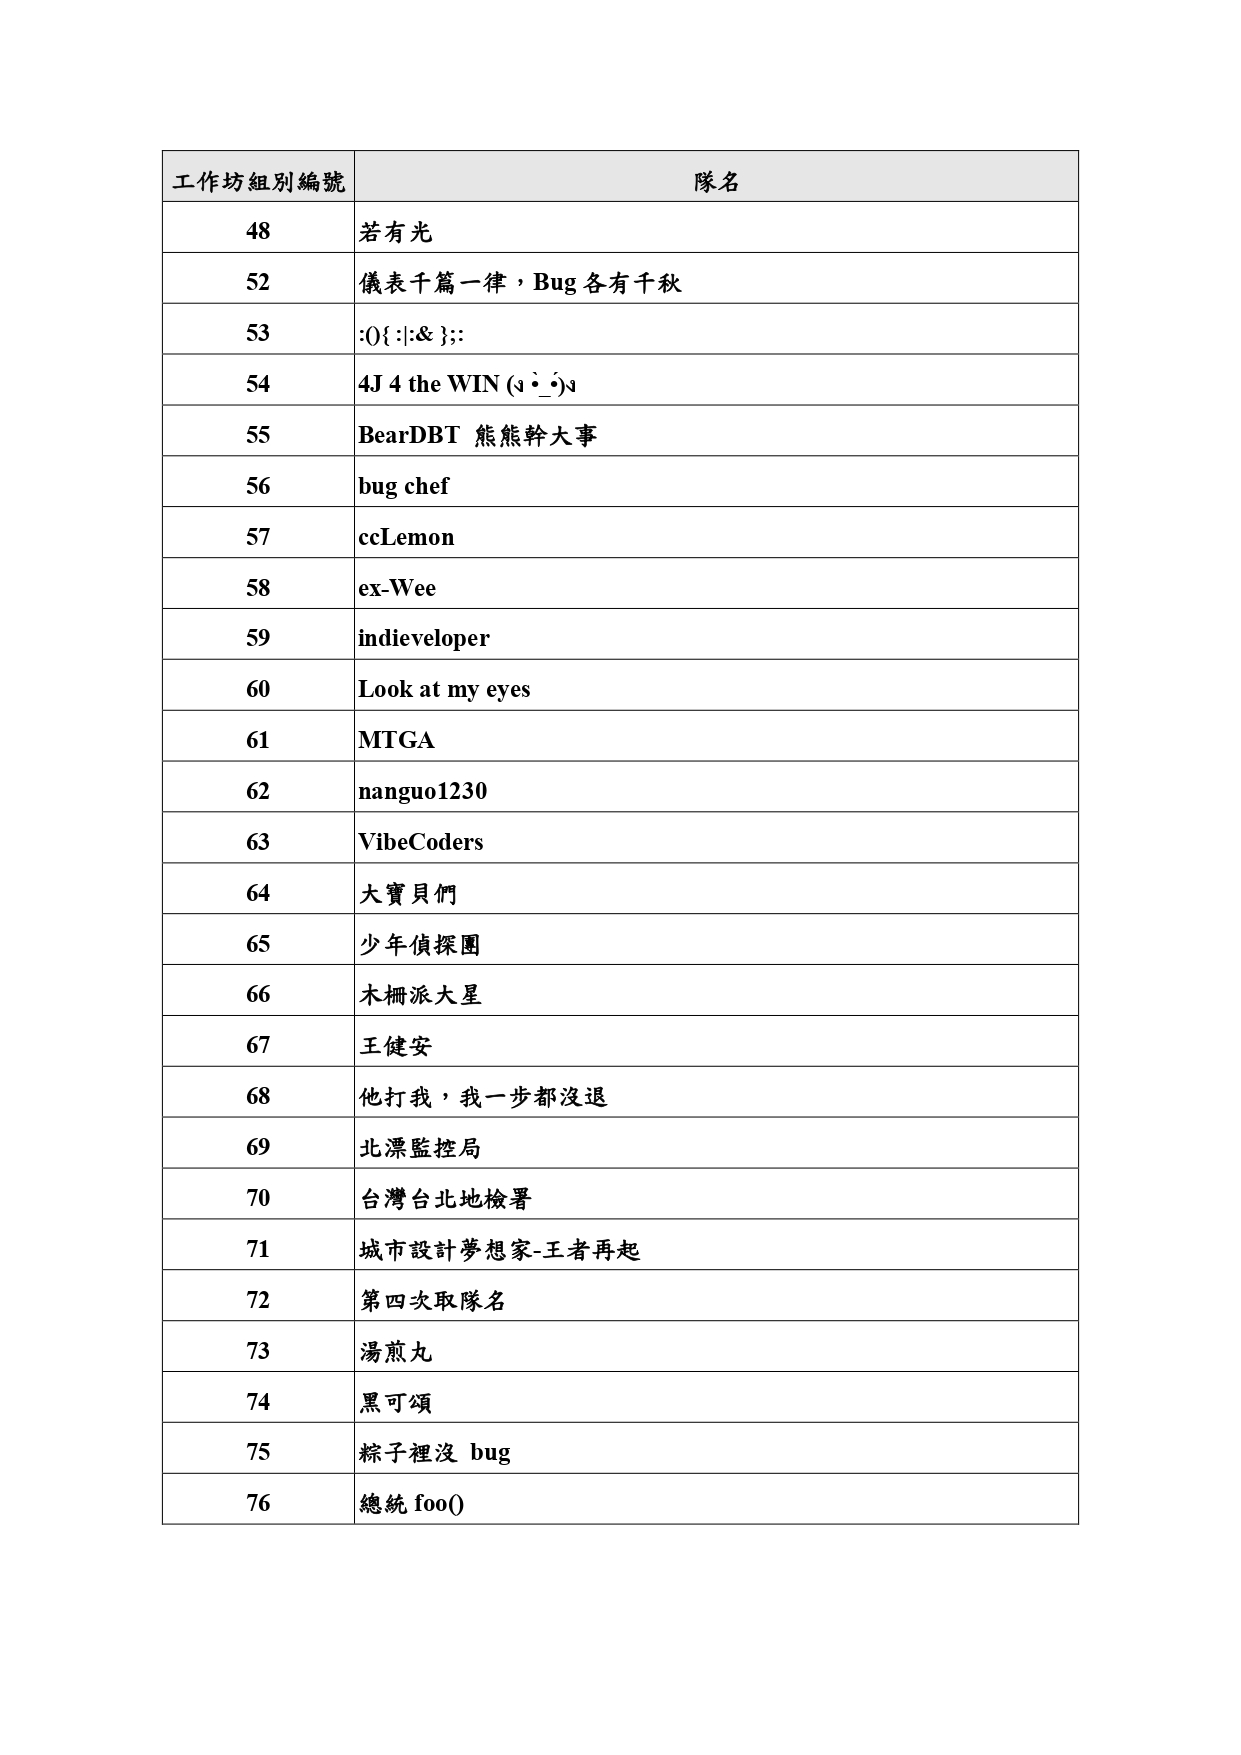 工作坊組別編號 隊名
48 若有光
52 儀表千篇一律，Bug 各有千秋
53 :(){ :|:& };:
54 4J 4 the WIN (ง •̀_•́)ง
55 BearDBT 熊熊幹大事
56 bug chef
57 ccLemon
58 ex-Wee
59 indieveloper
60 Look at my eyes
61 MTGA
62 nanguo1230
63 VibeCoders
64 大寶貝們
65 少年偵探團
66 木柵派大星
67 王健安
68 他打我，我一步都沒退
69 北漂監控局
70 台灣台北地檢署
71 城市設計夢想家-王者再起
72 第四次取隊名
73 湯煎丸
74 黑可頌
75 粽子裡沒 bug
76 總統 foo()